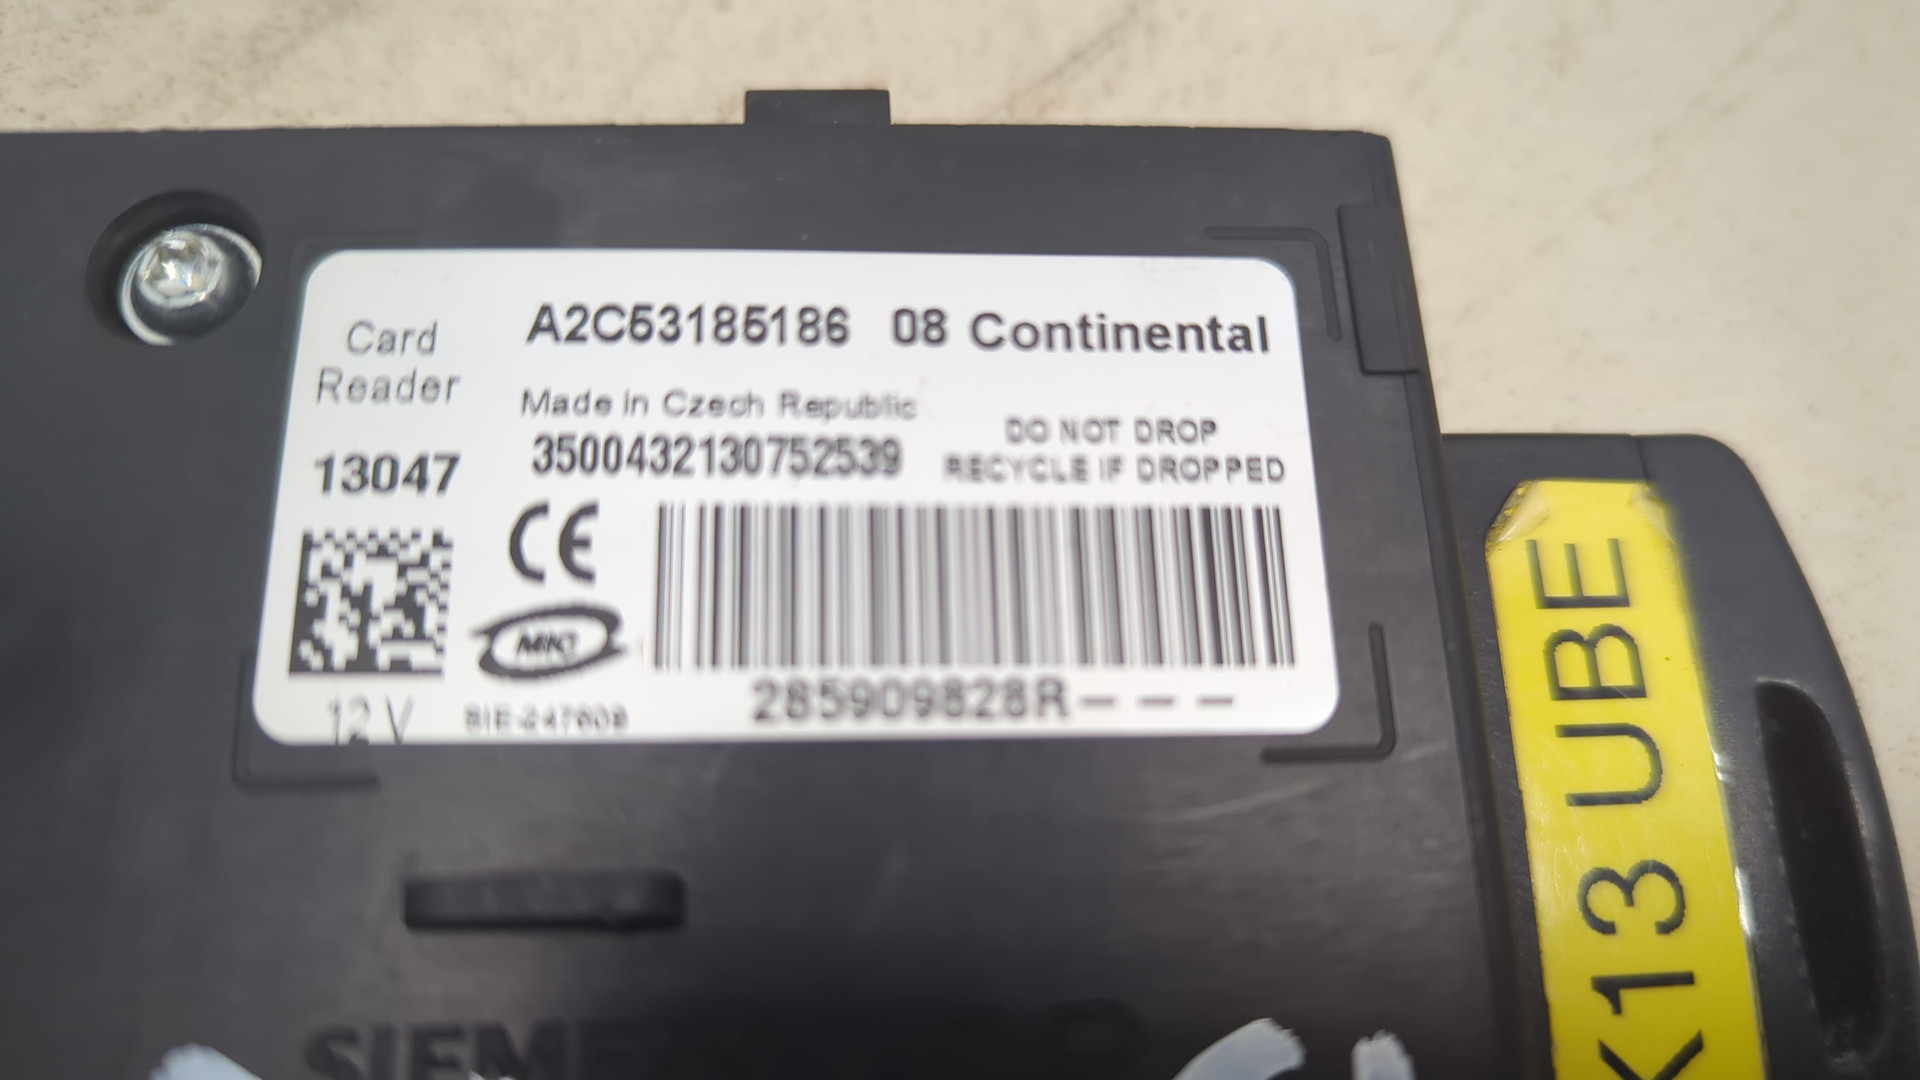 Card
Reader
A2C53185186 08 Continental
Made in Czech Republic
13047
3500432130752539
DO NOT DROP
RECYCLE IF DROPPED
CE
MIC
12 V
285909828R---
K13 UBE